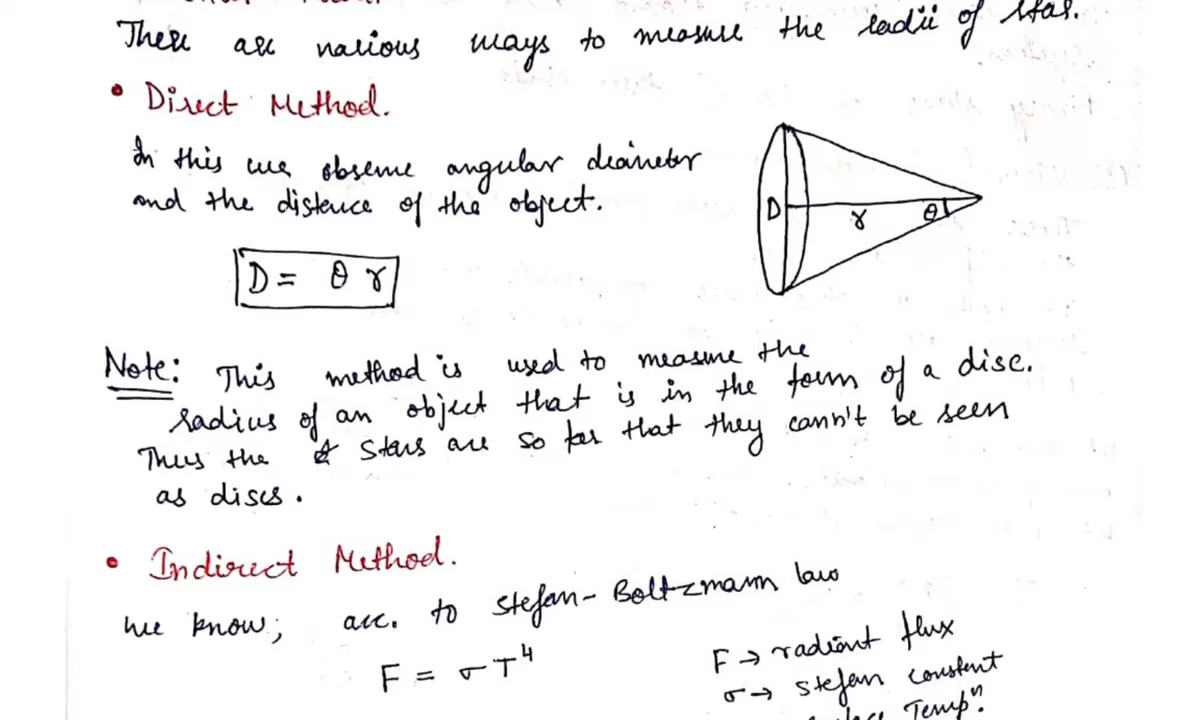 There are various ways to measure the radii of star.
• Direct Method.
In this we observe angular diameter
and the distance of the object.
D = θ r
D
r
θ
Note: This method is used to measure the
radius of an object that is in the form of a disc.
Thus the stars are so far that they cann't be seen
as discs.
• Indirect Method.
We know, acc. to Stefan-Boltzmann law
F = σT⁴
F → radiant flux
σ → stefan constant
Tempⁿ.